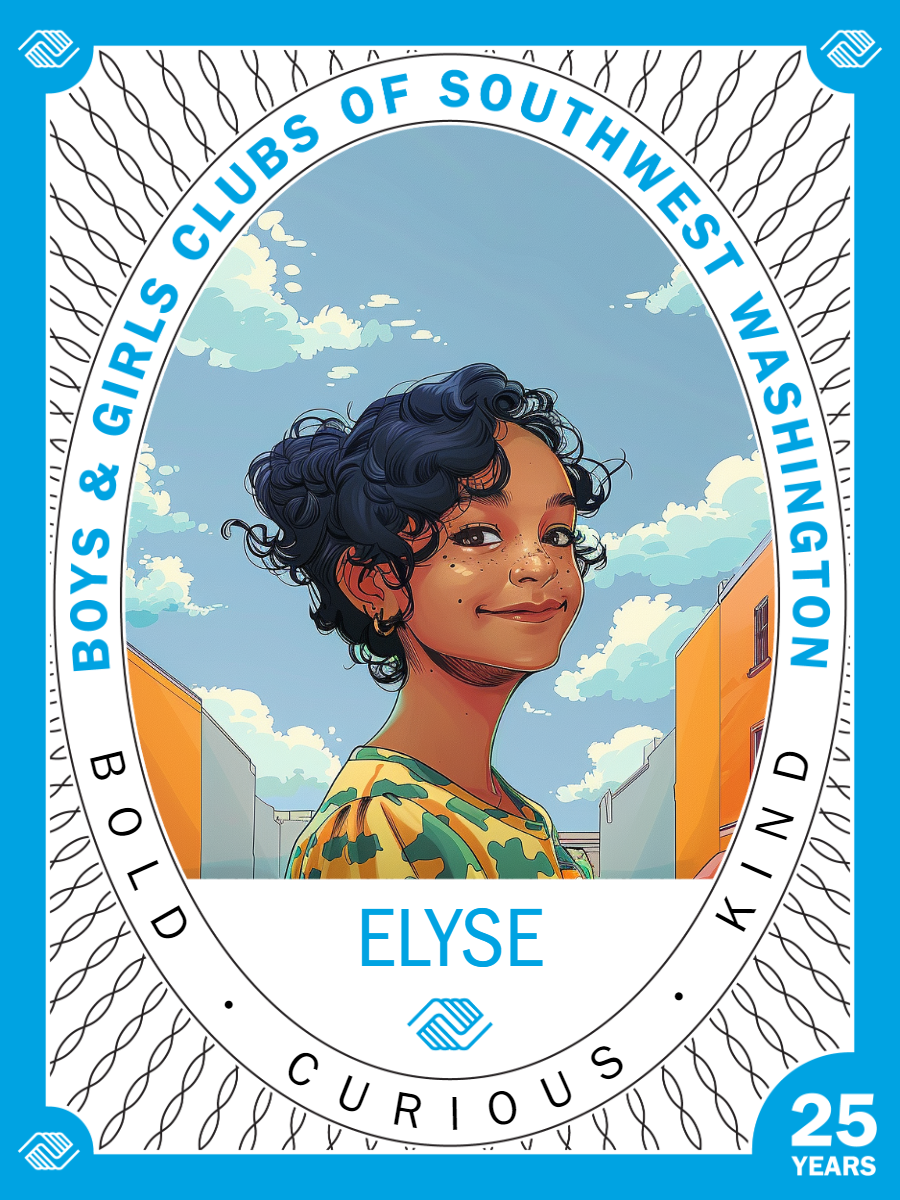 BOYS & GIRLS CLUBS OF SOUTHWEST WASHINGTON
ELYSE
BOLD • CURIOUS • KIND
25
YEARS